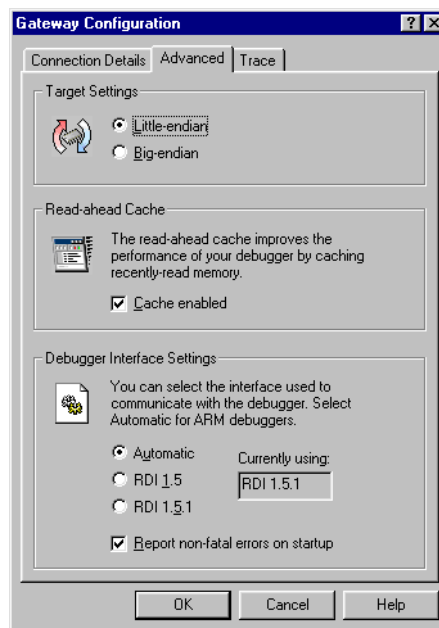 Gateway Configuration
Connection Details Advanced Trace
Target Settings
Little-endian
Big-endian
Read-ahead Cache
The read-ahead cache improves the
performance of your debugger by caching
recently-read memory.
Cache enabled
Debugger Interface Settings
You can select the interface used to
communicate with the debugger. Select
Automatic for ARM debuggers.
Automatic
RDI 1.5
RDI 1.5.1
Currently using:
RDI 1.5.1
Report non-fatal errors on startup
OK Cancel Help